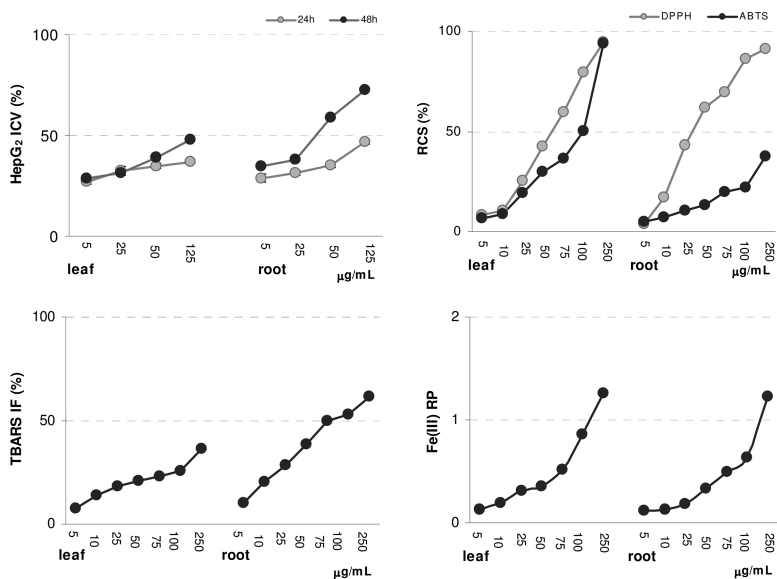 24h 48h
HepG2 ICV (%)
100
50
0
5 25 50 125 5 25 50 125
leaf root µg/mL
DPPH ABTS
RCS (%)
100
50
0
5 10 25 50 75 100 250 5 10 25 50 75 100 250
leaf root µg/mL
TBARS IF (%)
100
50
0
5 10 25 50 75 100 250 5 10 25 50 75 100 250
leaf root
µg/mL
Fe(III) RP
2
1
0
5 10 25 50 75 100 250 5 10 25 50 75 100 250
leaf root
µg/mL